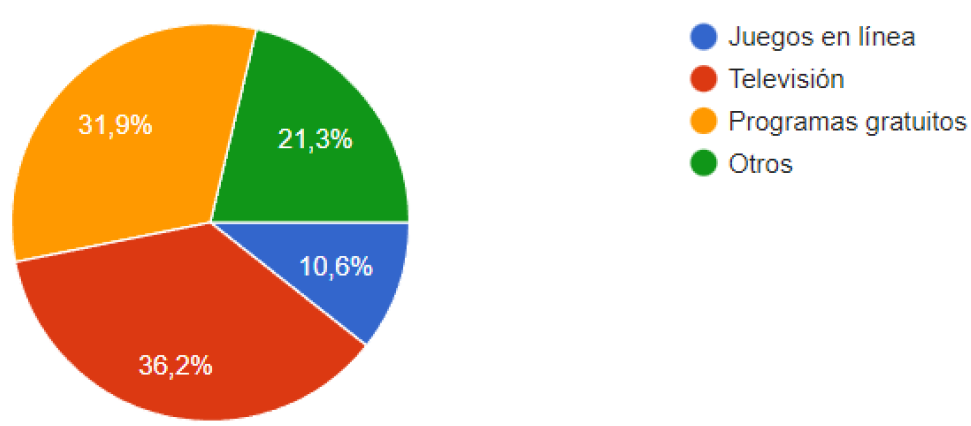 31,9%
21,3%
10,6%
36,2%
Juegos en línea
Televisión
Programas gratuitos
Otros